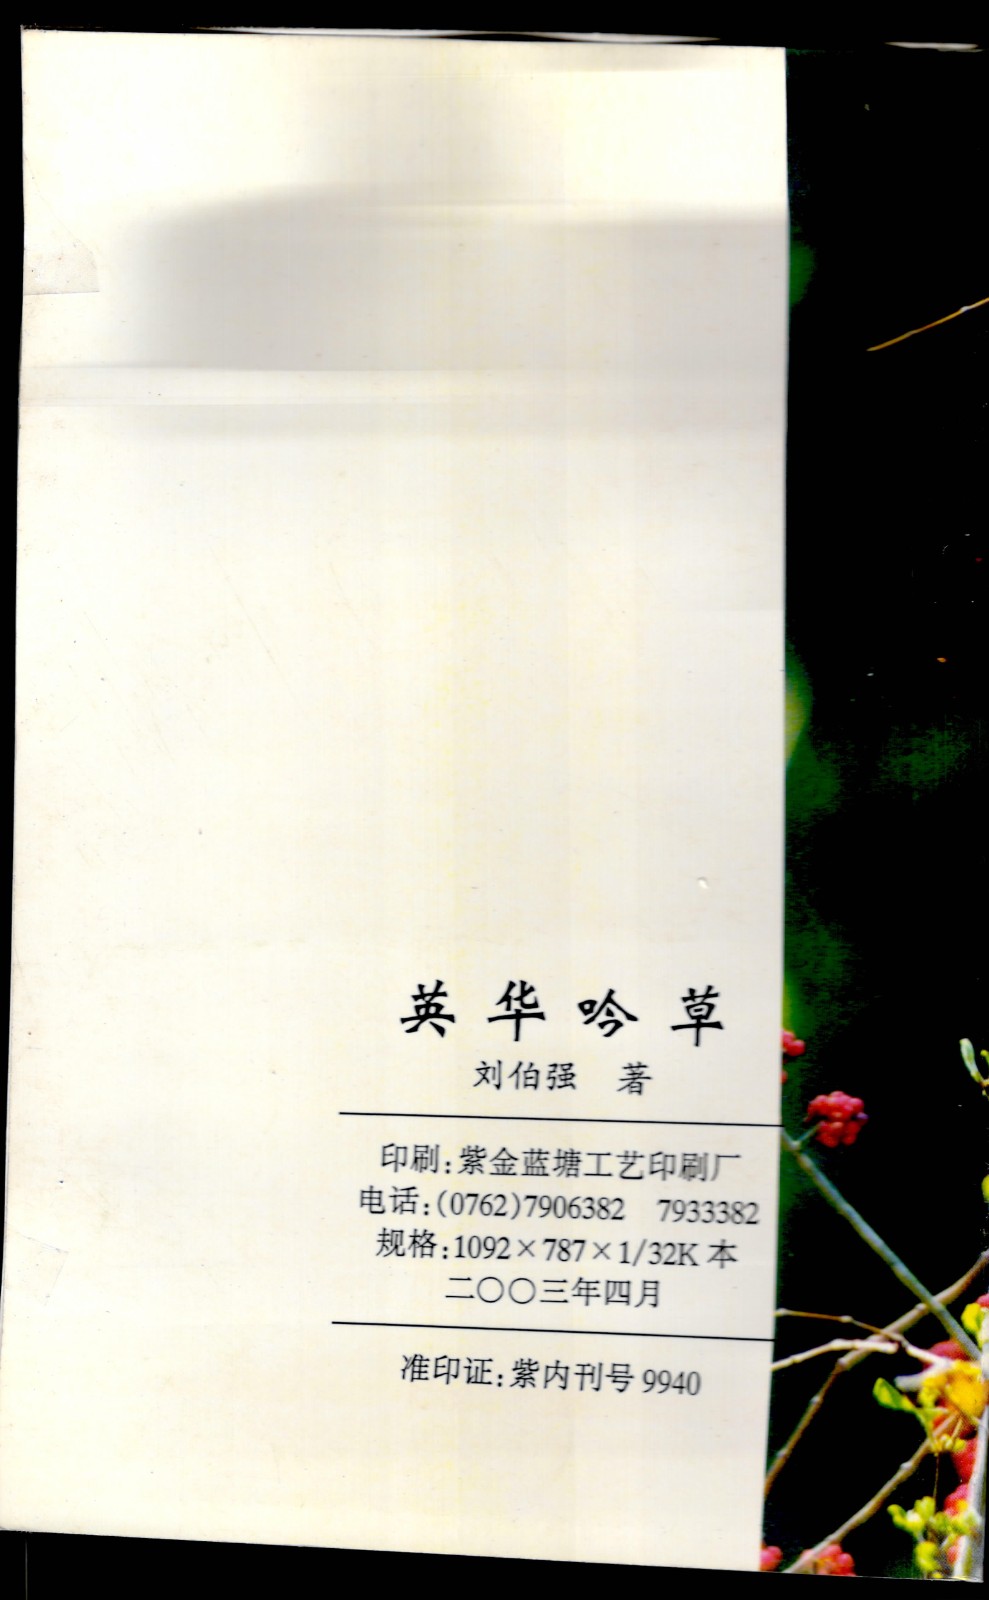 英华吟草
刘伯强 著
印刷:紫金蓝塘工艺印刷厂
电话:(0762)7906382 7933382
规格:1092×787×1/32K 本
二〇〇三年四月
准印证:紫内刊号 9940